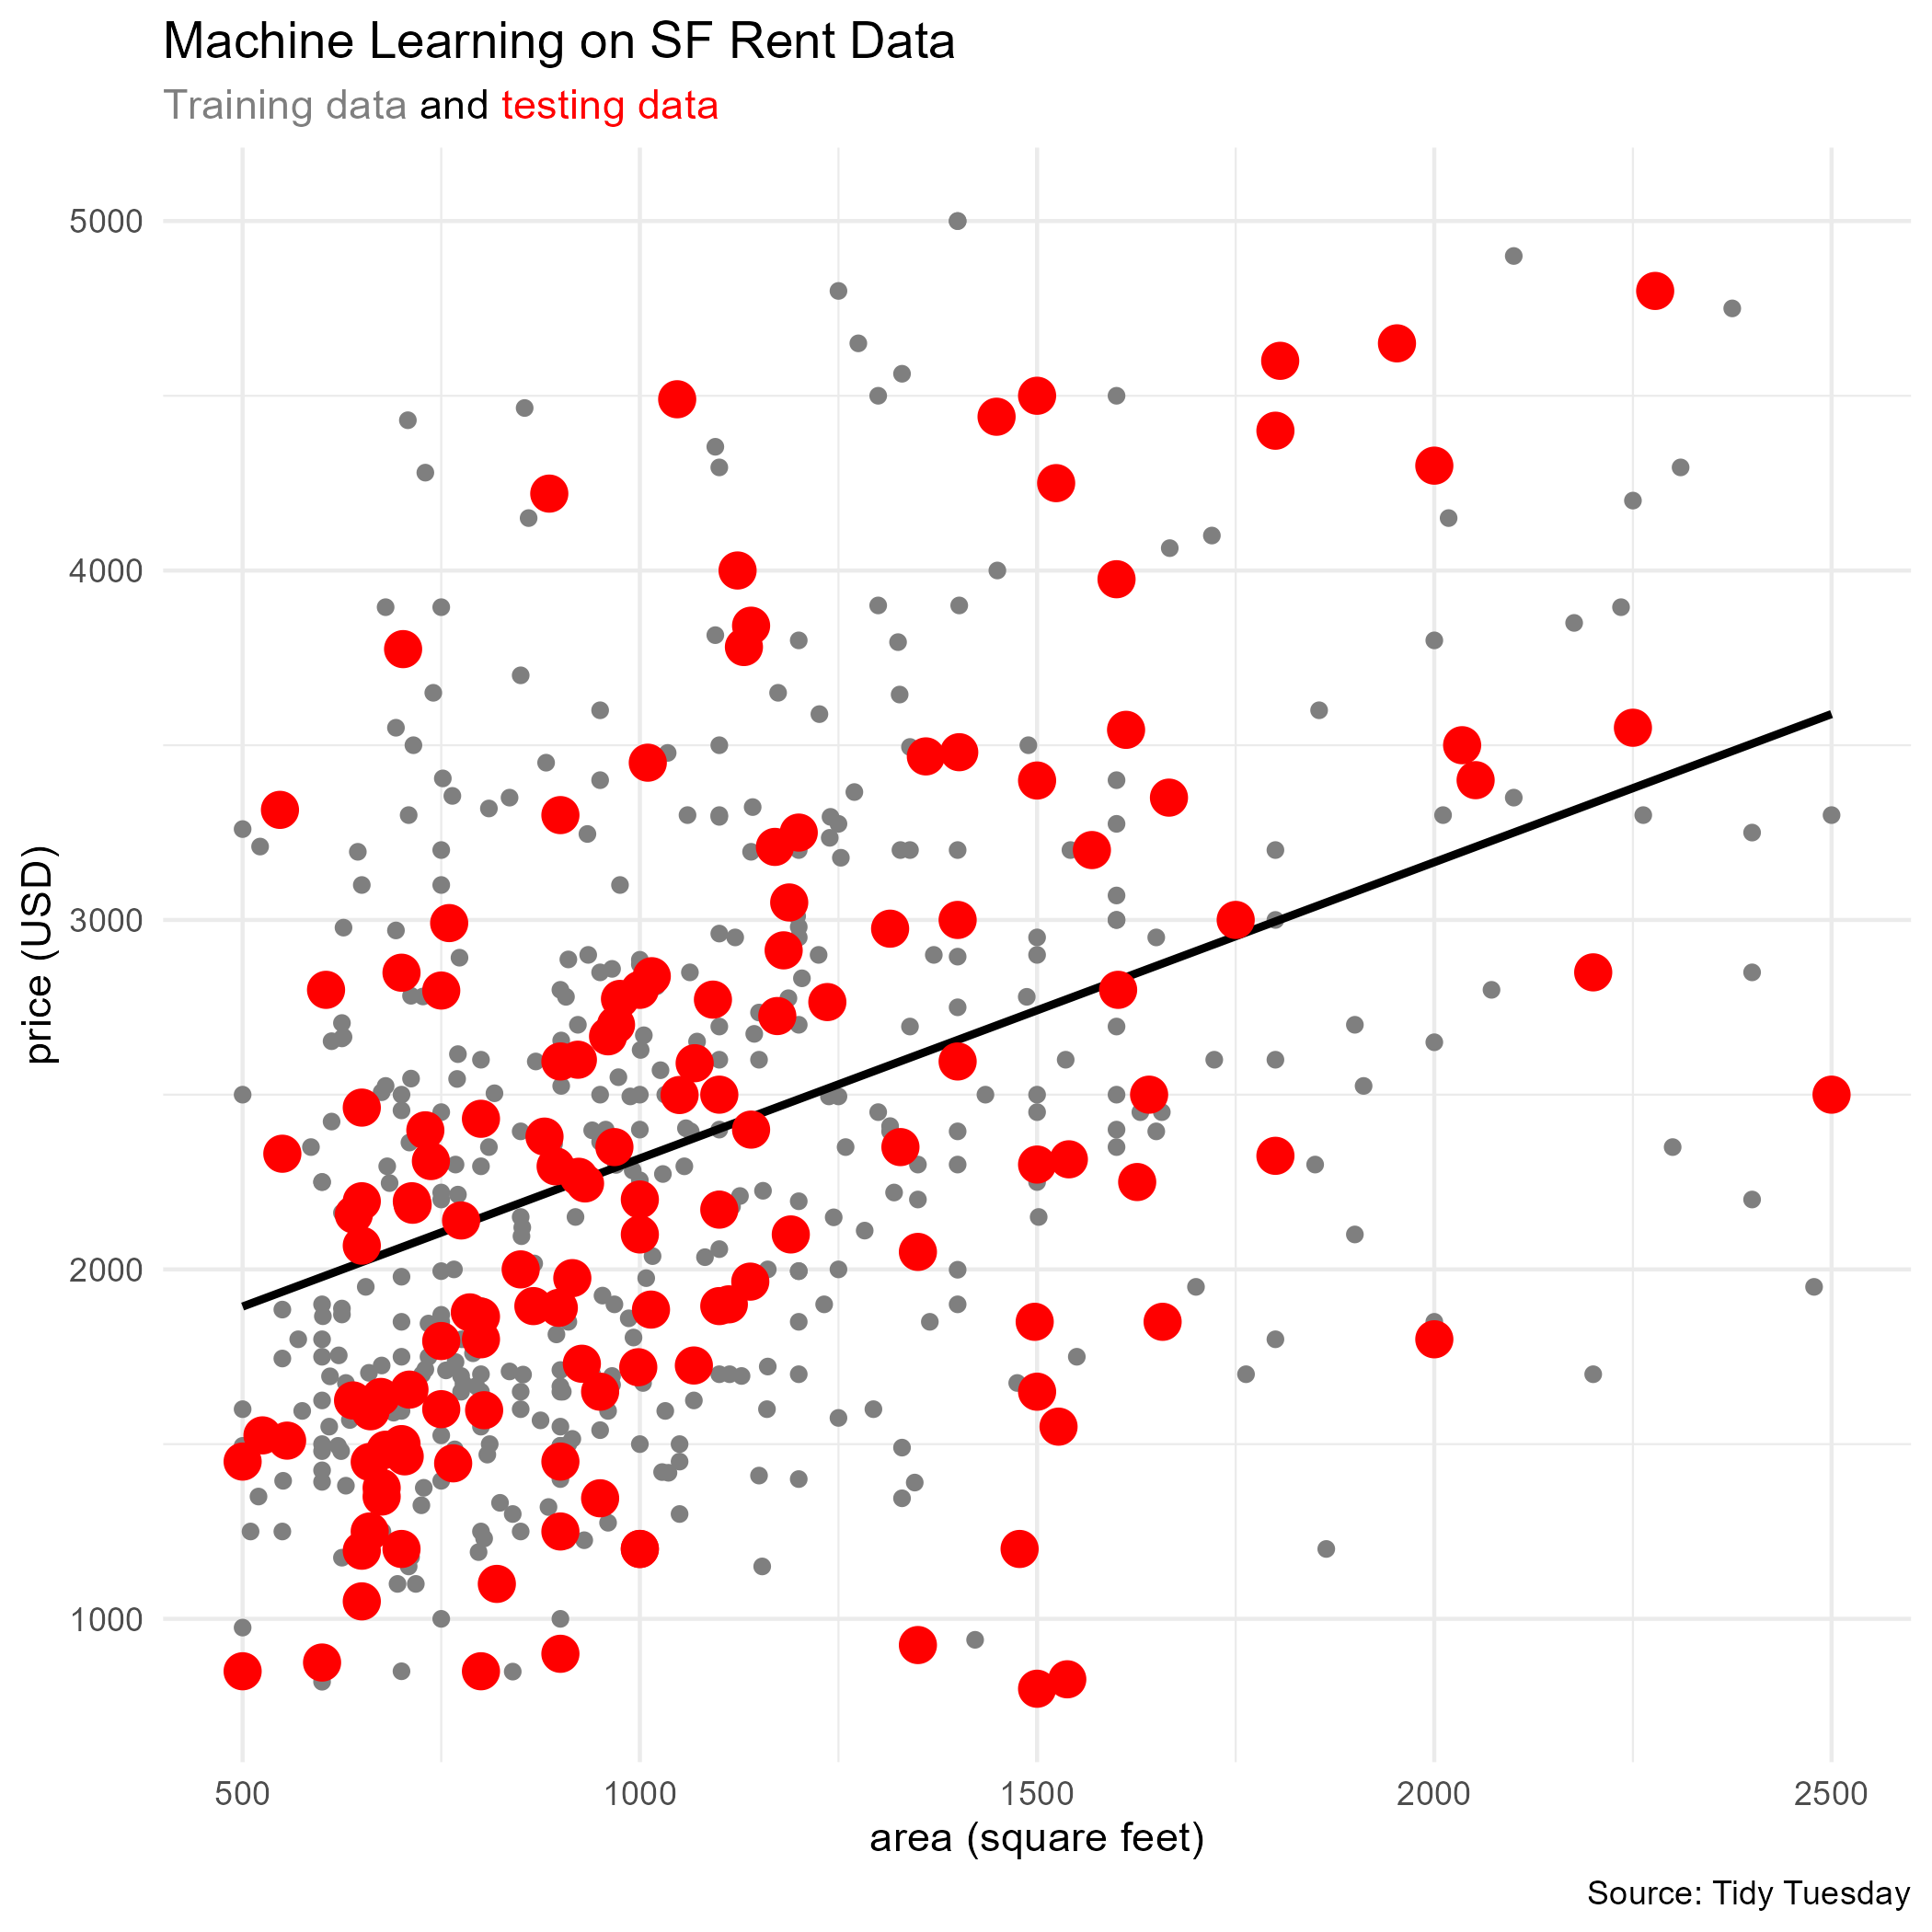 Machine Learning on SF Rent Data
Training data and testing data
5000
4000
3000
2000
1000
price (USD)
500 1000 1500 2000 2500
area (square feet)
Source: Tidy Tuesday